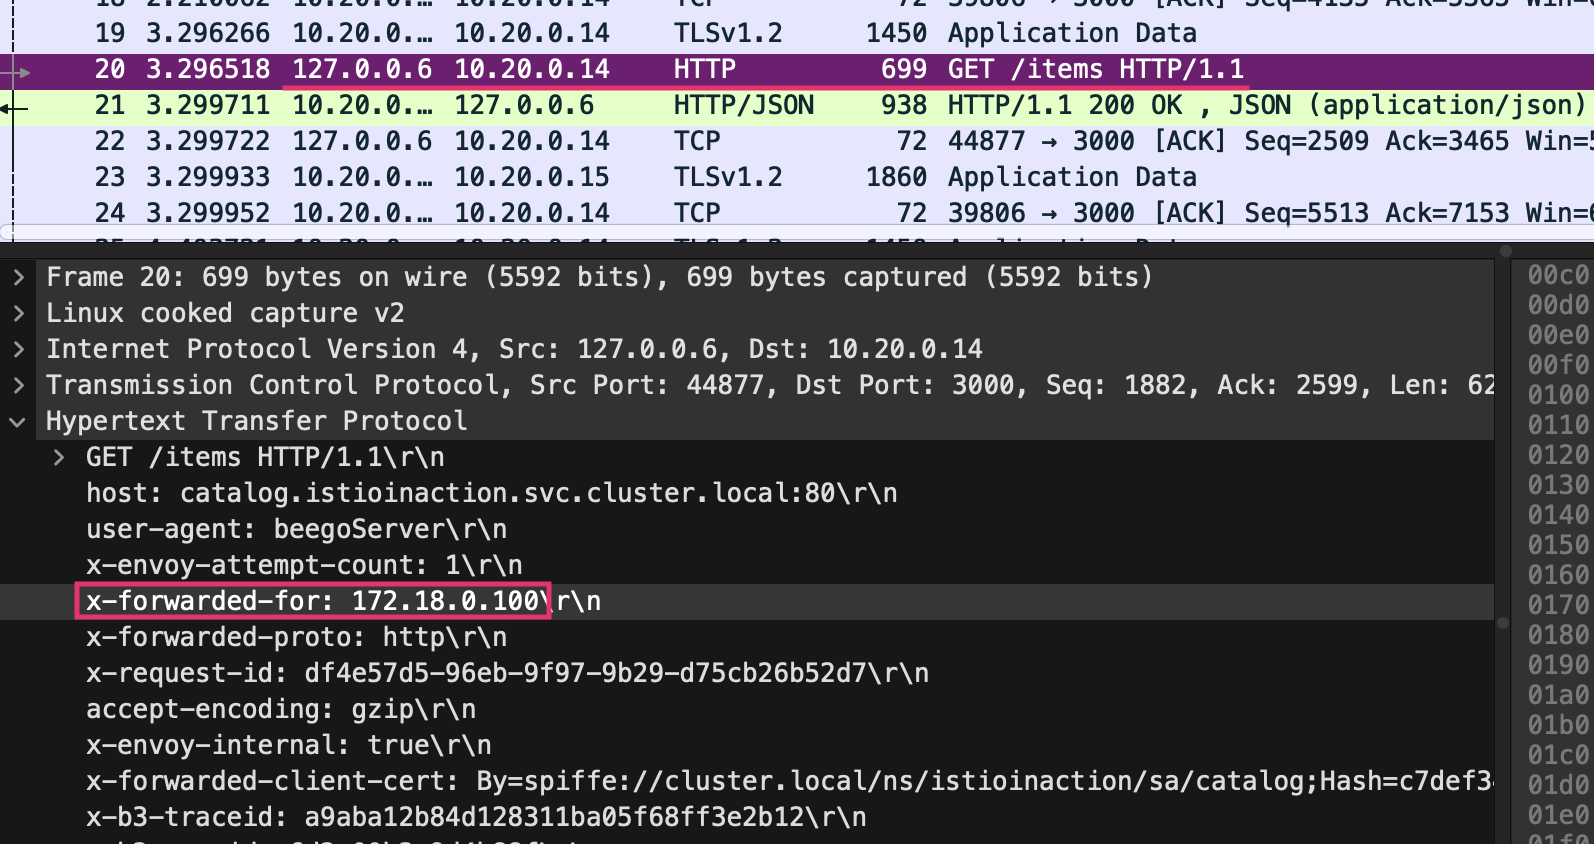 19 3.296266 10.20.0.… 10.20.0.14 TLSv1.2 1450 Application Data
20 3.296518 127.0.0.6 10.20.0.14 HTTP 699 GET /items HTTP/1.1
21 3.299711 10.20.0.… 127.0.0.6 HTTP/JSON 938 HTTP/1.1 200 OK , JSON (application/json)
22 3.299722 127.0.0.6 10.20.0.14 TCP 72 44877 → 3000 [ACK] Seq=2509 Ack=3465 Win=5
23 3.299933 10.20.0.… 10.20.0.15 TLSv1.2 1860 Application Data
24 3.299952 10.20.0.… 10.20.0.14 TCP 72 39806 → 3000 [ACK] Seq=5513 Ack=7153 Win=6
Frame 20: 699 bytes on wire (5592 bits), 699 bytes captured (5592 bits)
Linux cooked capture v2
Internet Protocol Version 4, Src: 127.0.0.6, Dst: 10.20.0.14
Transmission Control Protocol, Src Port: 44877, Dst Port: 3000, Seq: 1882, Ack: 2599, Len: 62
Hypertext Transfer Protocol
GET /items HTTP/1.1\r\n
host: catalog.istioinaction.svc.cluster.local:80\r\n
user-agent: beegoServer\r\n
x-envoy-attempt-count: 1\r\n
x-forwarded-for: 172.18.0.100\r\n
x-forwarded-proto: http\r\n
x-request-id: df4e57d5-96eb-9f97-9b29-d75cb26b52d7\r\n
accept-encoding: gzip\r\n
x-envoy-internal: true\r\n
x-forwarded-client-cert: By=spiffe://cluster.local/ns/istioinaction/sa/catalog;Hash=c7def3
x-b3-traceid: a9aba12b84d128311ba05f68ff3e2b12\r\n
00c0
00d0
00e0
00f0
0100
0110
0120
0130
0140
0150
0160
0170
0180
0190
01a0
01b0
01c0
01d0
01e0